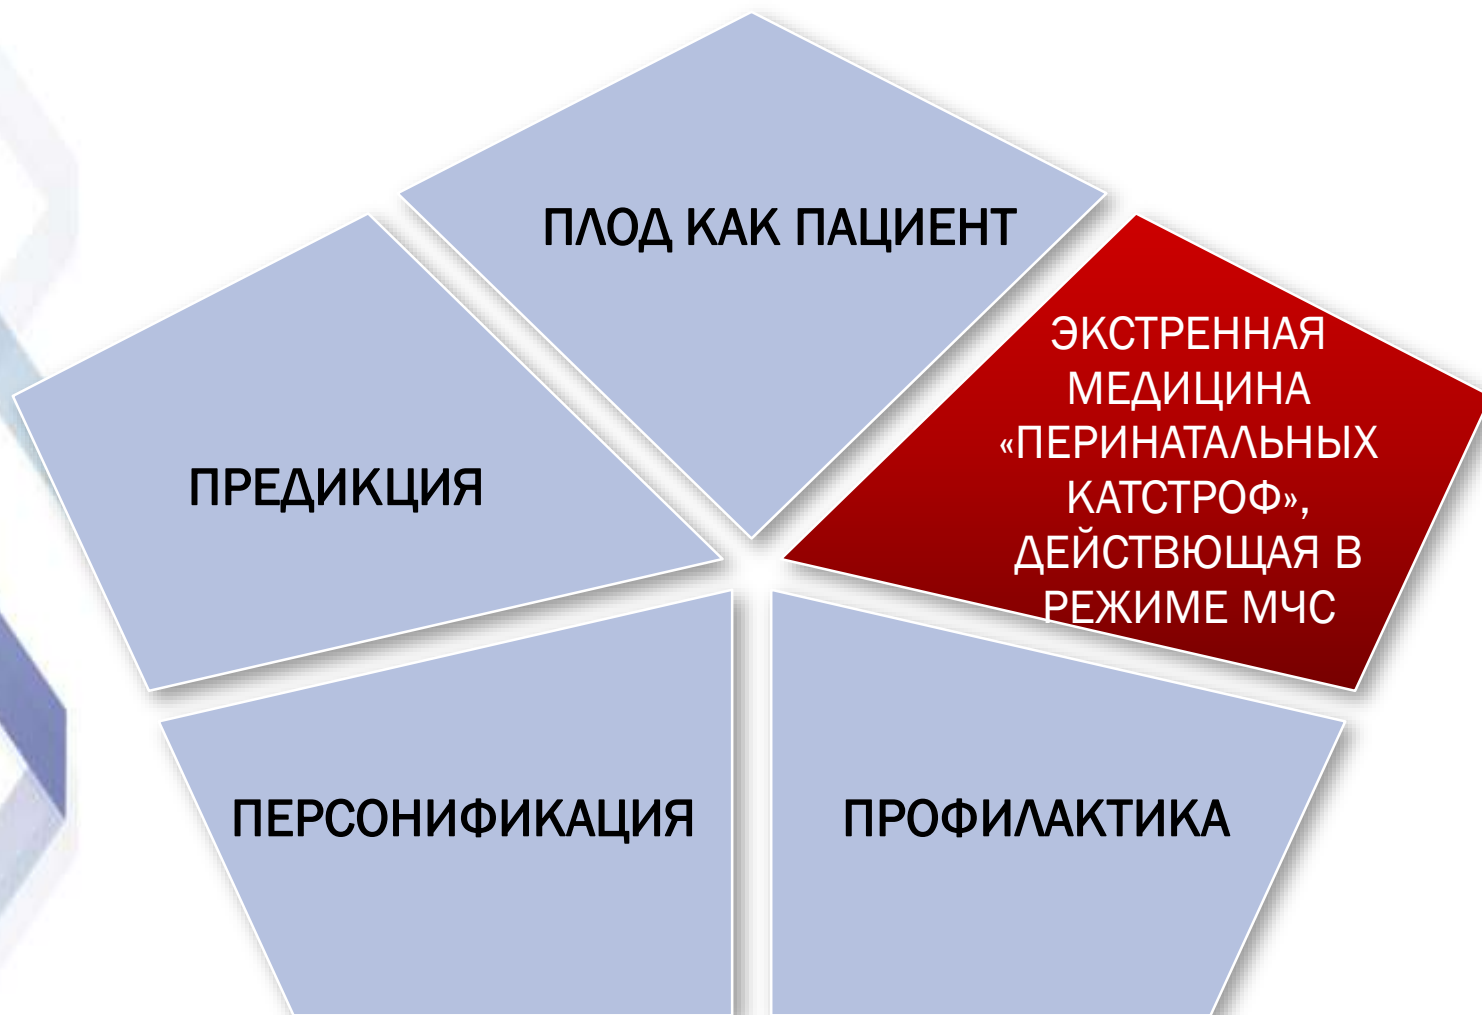 ПЛОД КАК ПАЦИЕНТ
ЭКСТРЕННАЯ
МЕДИЦИНА
«ПЕРИНАТАЛЬНЫХ
КАТСТРОФ»,
ДЕЙСТВЮЩАЯ В
РЕЖИМЕ МЧС
ПРЕДИКЦИЯ
ПЕРСОНИФИКАЦИЯ
ПРОФИЛАКТИКА